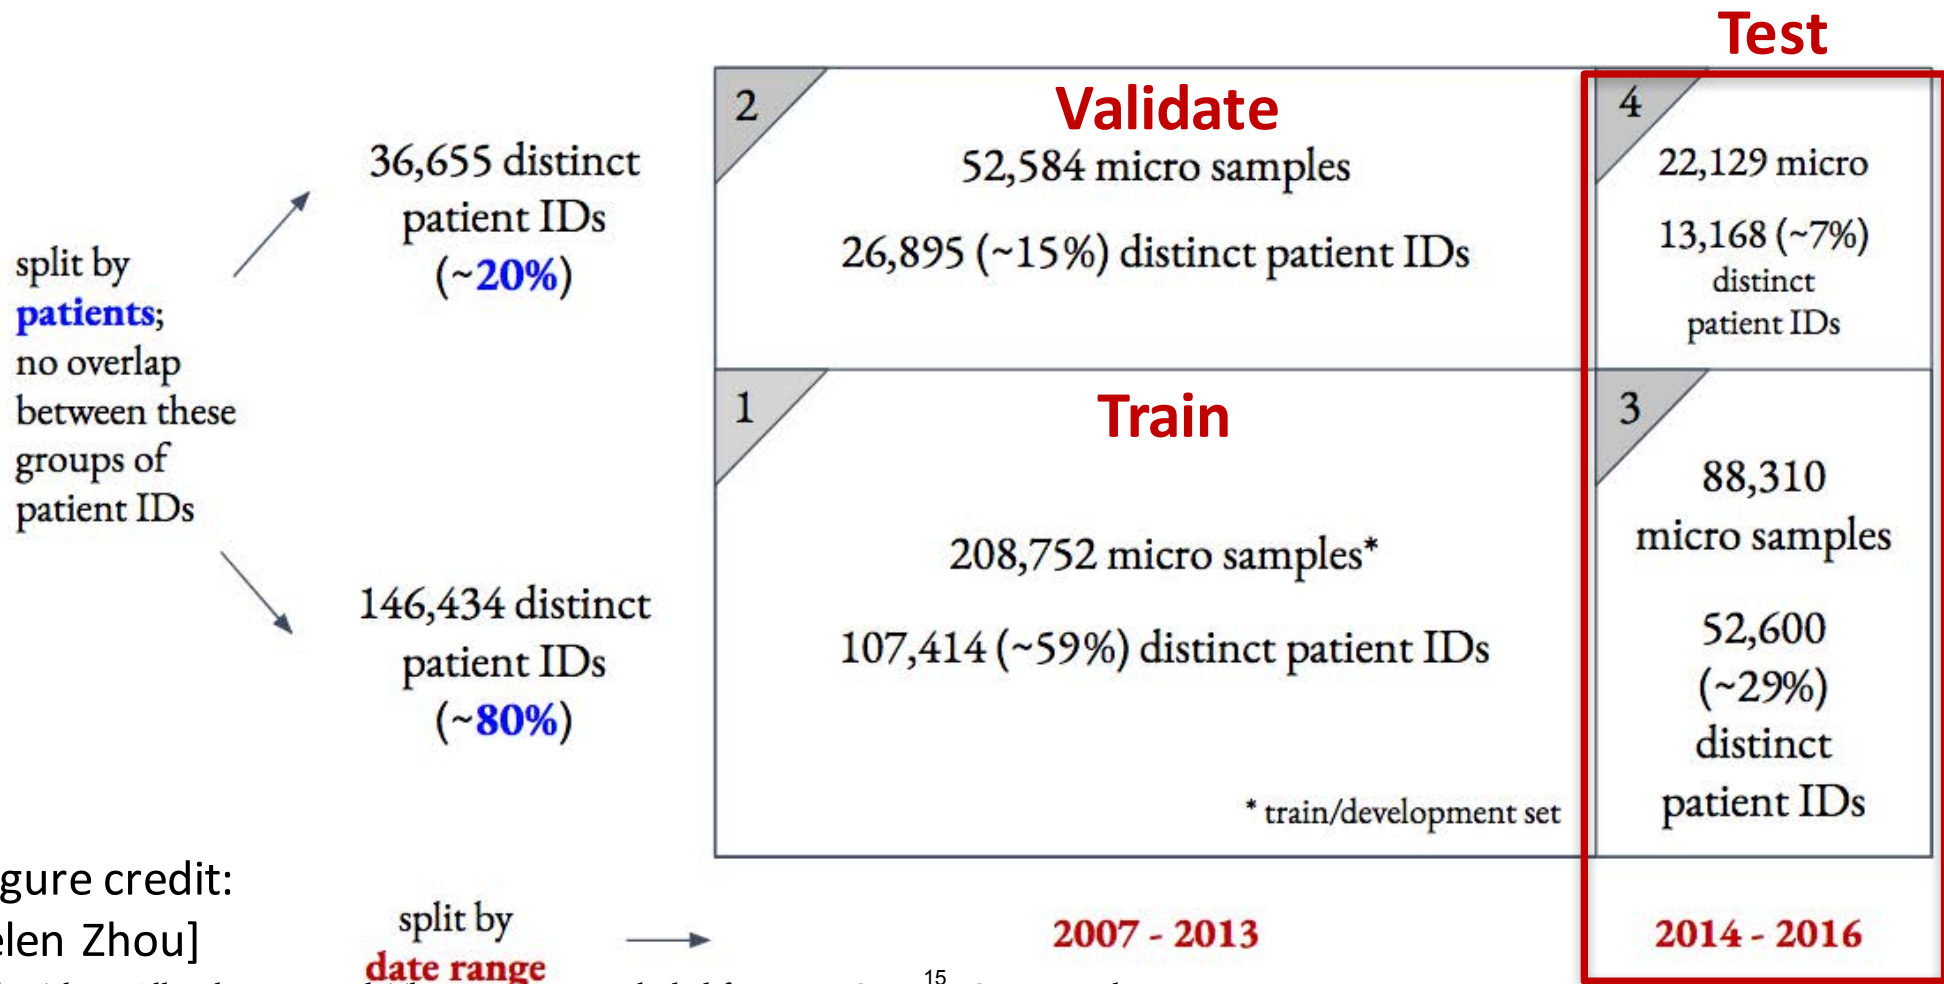 Test
split by
patients;
no overlap
between these
groups of
patient IDs
36,655 distinct
patient IDs
(~20%)
146,434 distinct
patient IDs
(~80%)
2
Validate
52,584 micro samples
26,895 (~15%) distinct patient IDs
4
22,129 micro
13,168 (~7%)
distinct
patient IDs
1
Train
208,752 micro samples*
107,414 (~59%) distinct patient IDs
* train/development set
3
88,310
micro samples
52,600
(~29%)
distinct
patient IDs
gure credit:
elen Zhou]
split by
date range
2007 - 2013
2014 - 2016
15